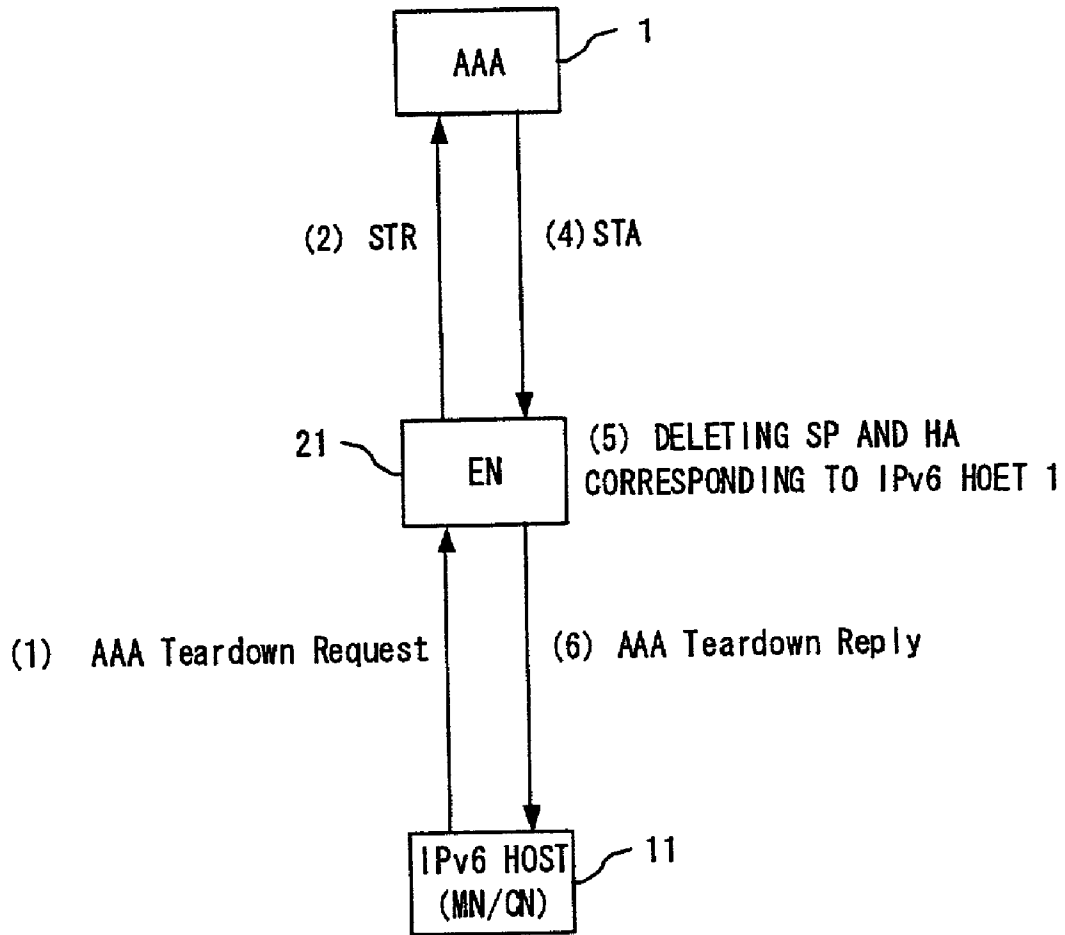 1
AAA
(2) STR
(4) STA
21
EN
(5) DELETING SP AND HA
CORRESPONDING TO IPv6 HOET 1
(1) AAA Teardown Request
(6) AAA Teardown Reply
IPv6 HOST
(MN/CN)
11